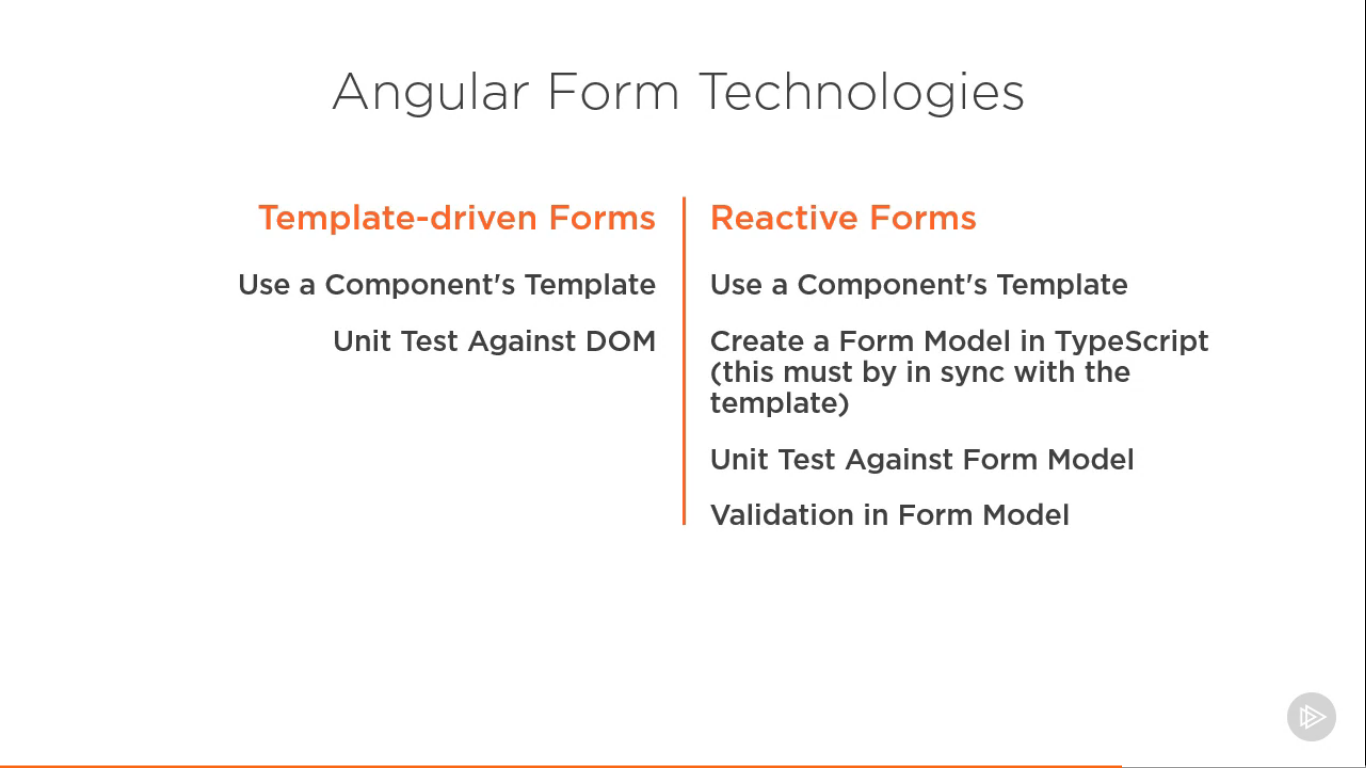 Angular Form Technologies
Template-driven Forms
Use a Component's Template
Unit Test Against DOM
Reactive Forms
Use a Component's Template
Create a Form Model in TypeScript
(this must by in sync with the
template)
Unit Test Against Form Model
Validation in Form Model